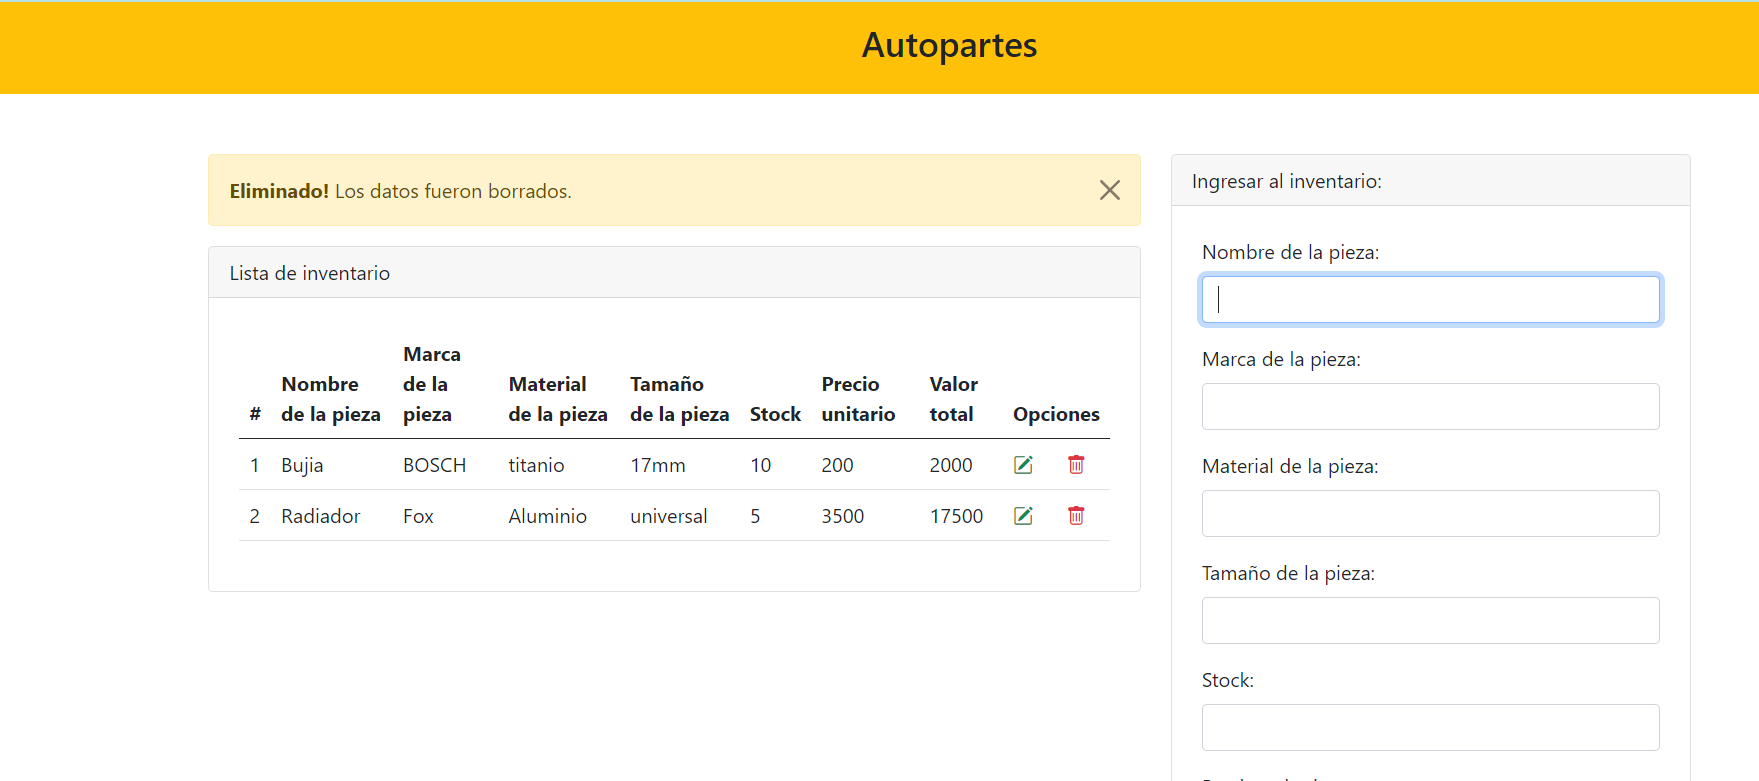 Autopartes
Eliminado! Los datos fueron borrados.
Lista de inventario
# Nombre de la pieza Marca de la pieza Material de la pieza Tamaño de la pieza Stock Precio unitario Valor total Opciones
1 Bujia BOSCH titanio 17mm 10 200 2000
2 Radiador Fox Aluminio universal 5 3500 17500
Ingresar al inventario:
Nombre de la pieza:
Marca de la pieza:
Material de la pieza:
Tamaño de la pieza:
Stock: